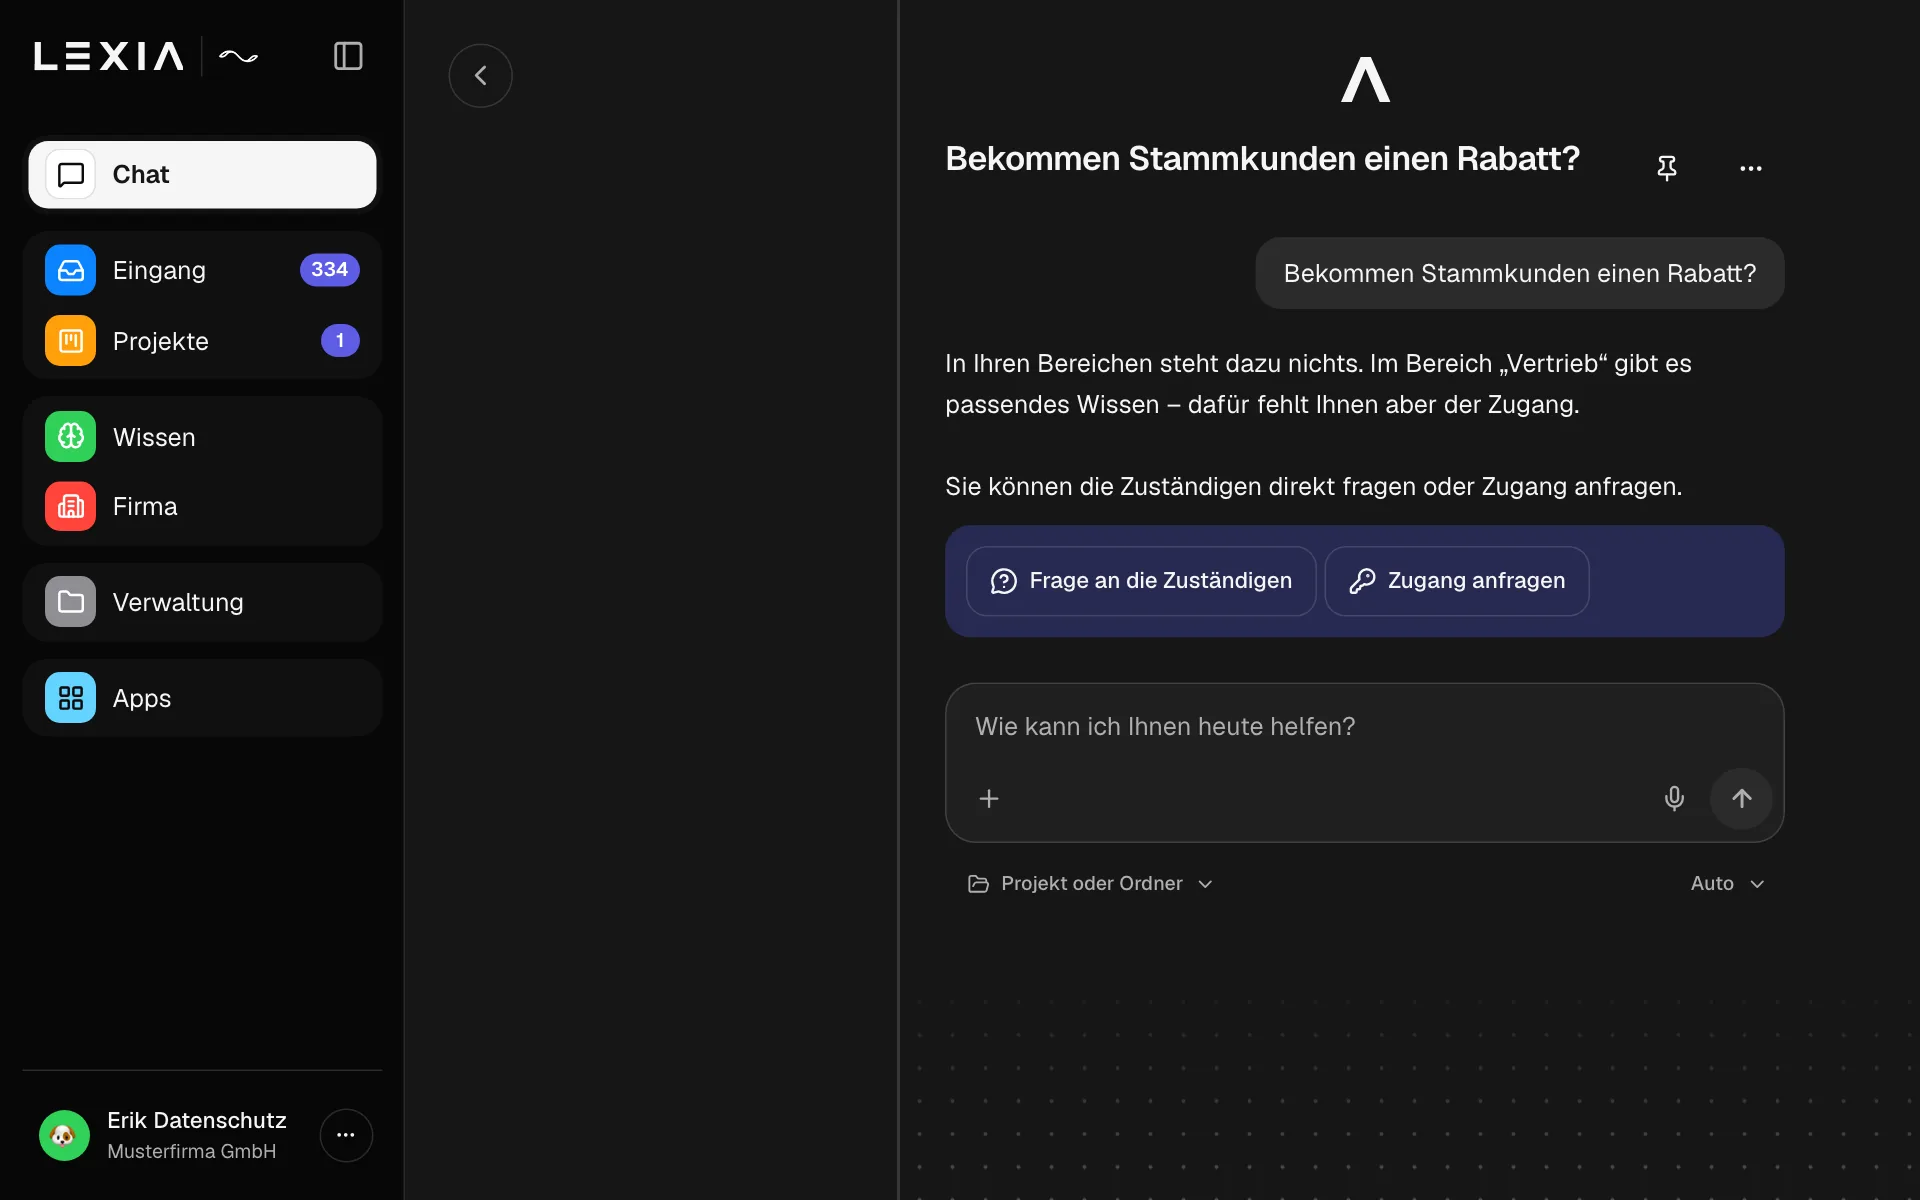 LEXIA
Chat
Eingang 334
Projekte 1
Wissen
Firma
Verwaltung
Apps
Erik Datenschutz
Musterfirma GmbH
Bekommen Stammkunden einen Rabatt?
Bekommen Stammkunden einen Rabatt?
In Ihren Bereichen steht dazu nichts. Im Bereich „Vertrieb“ gibt es
passendes Wissen – dafür fehlt Ihnen aber der Zugang.
Sie können die Zuständigen direkt fragen oder Zugang anfragen.
Frage an die Zuständigen Zugang anfragen
Wie kann ich Ihnen heute helfen?
Projekt oder Ordner Auto